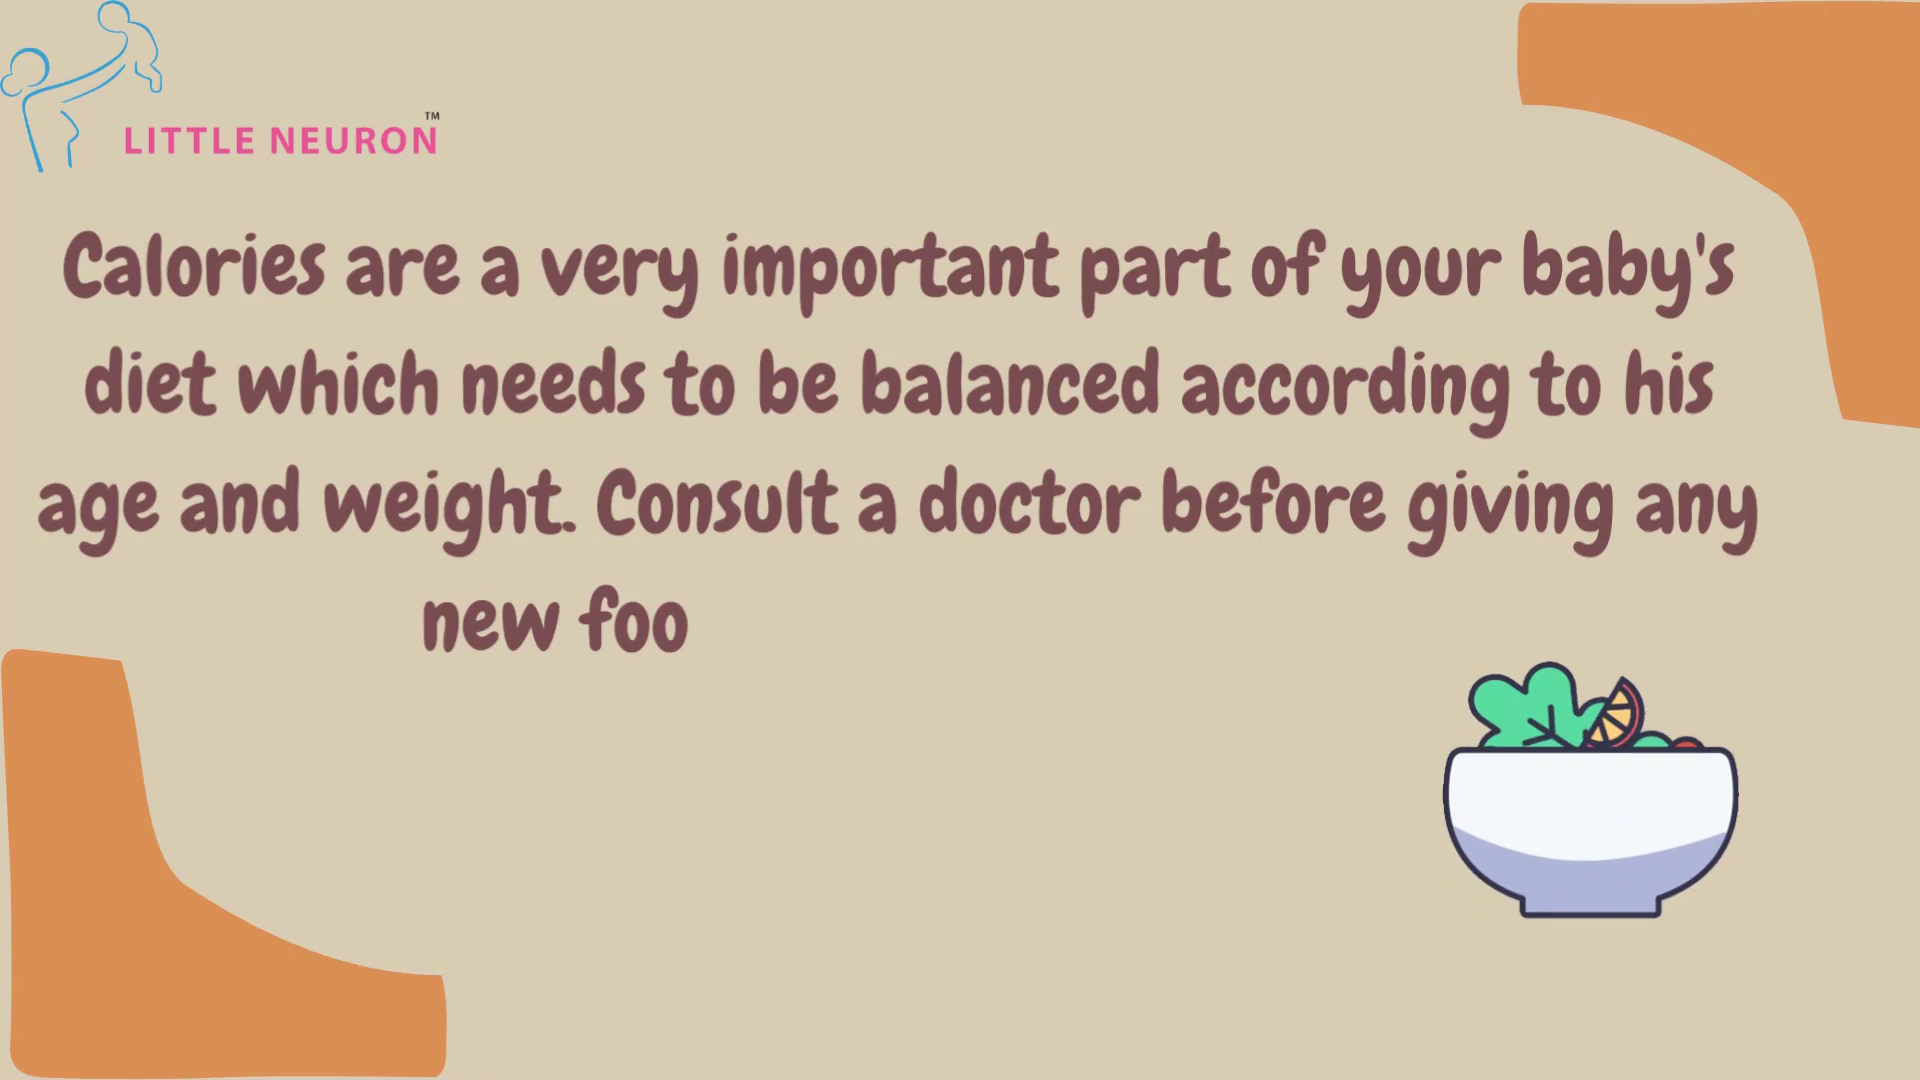 LITTLE NEURON™
Calories are a very important part of your baby's
diet which needs to be balanced according to his
age and weight. Consult a doctor before giving any
new foo